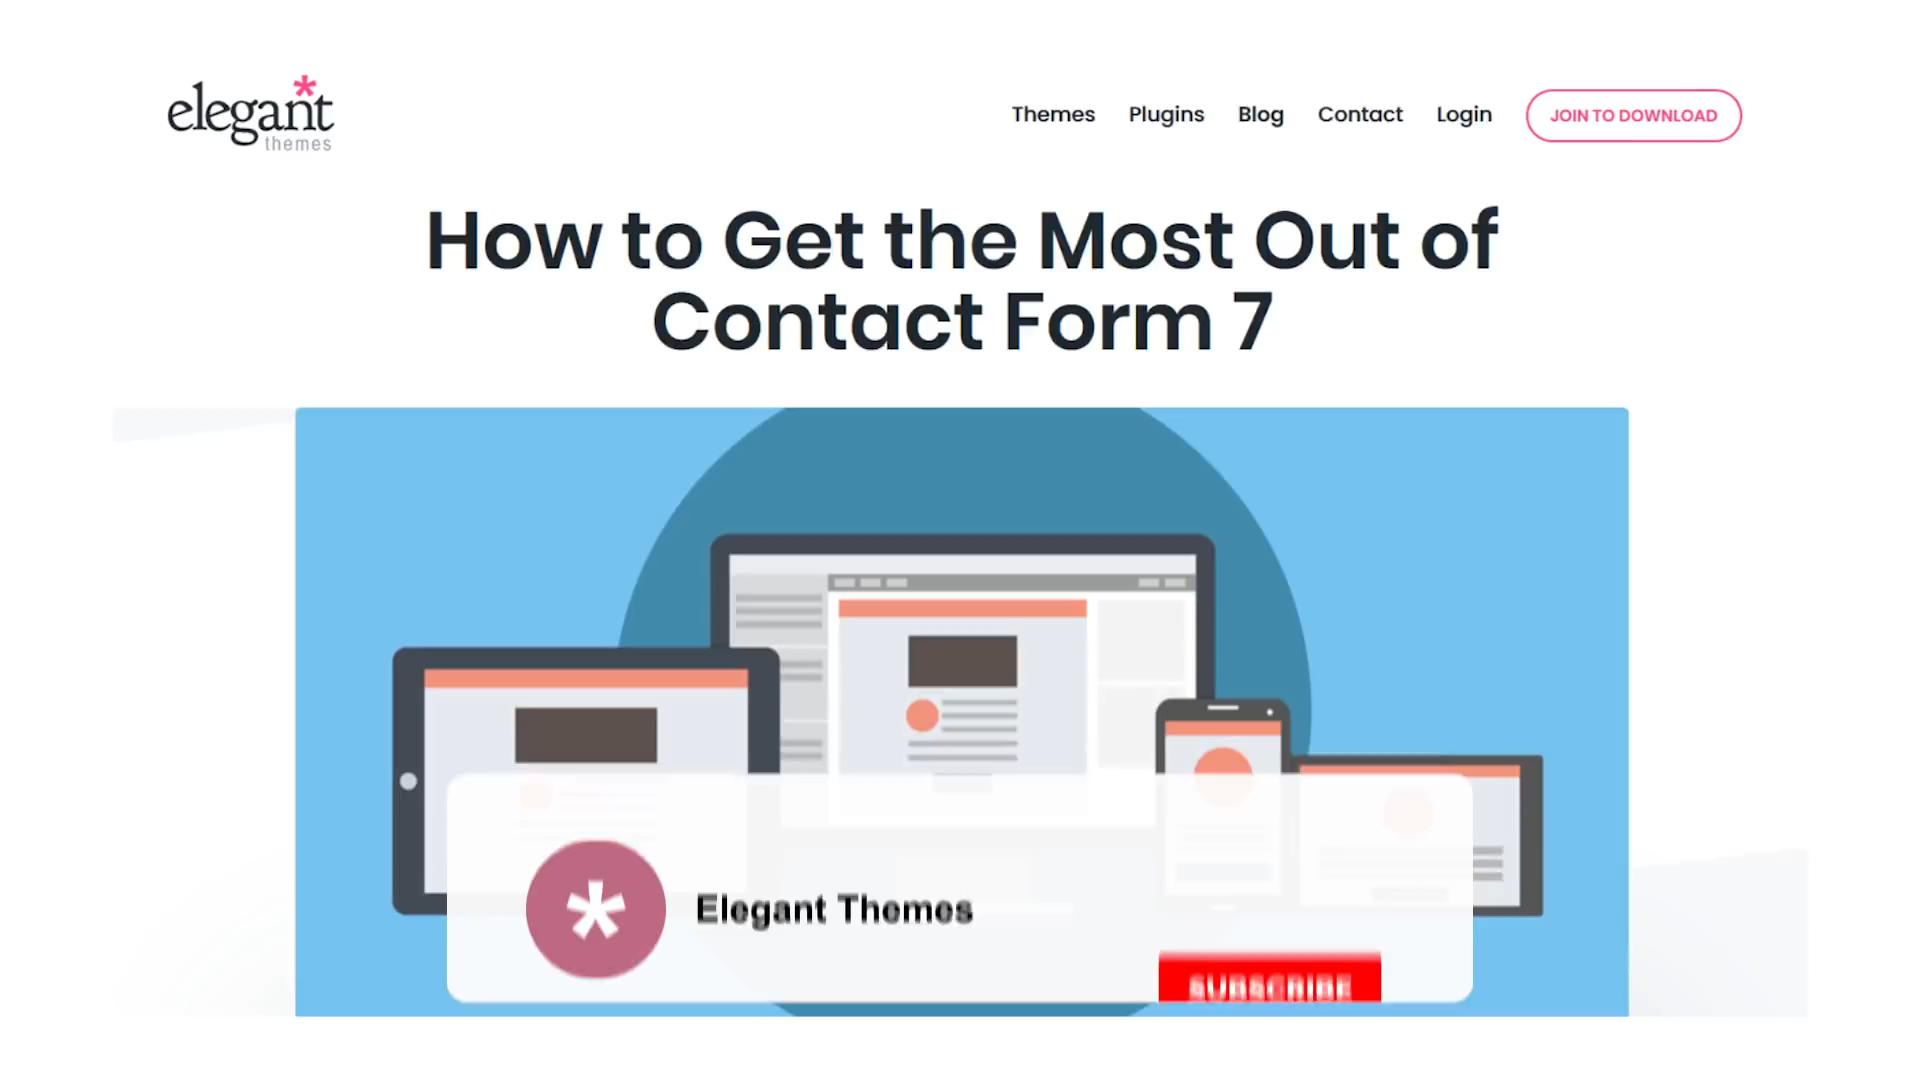 elegant
themes
Themes Plugins Blog Contact Login JOIN TO DOWNLOAD
How to Get the Most Out of
Contact Form 7
Elegant Themes
SUBSCRIBE